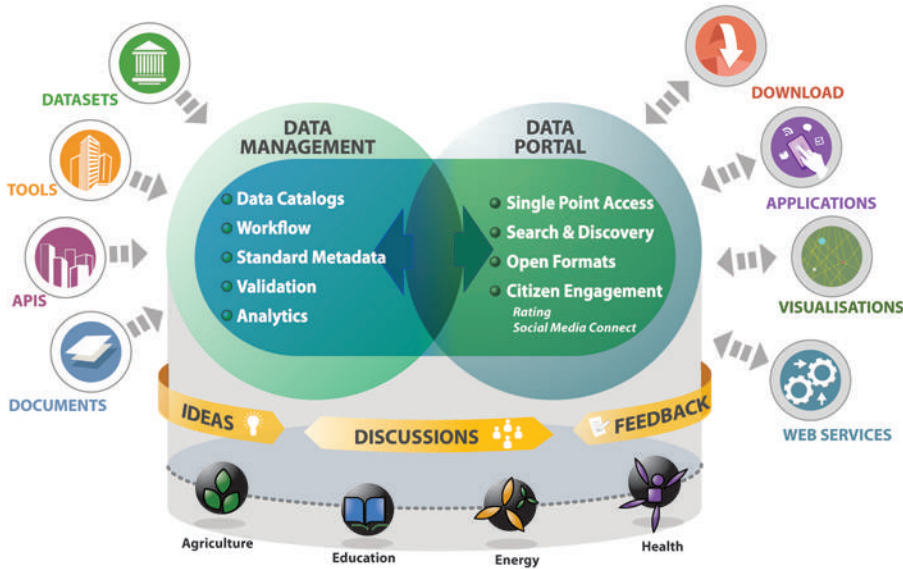 DATASETS
TOOLS
APIS
DOCUMENTS
DATA
MANAGEMENT
Data Catalogs
Workflow
Standard Metadata
Validation
Analytics
DATA
PORTAL
Single Point Access
Search & Discovery
Open Formats
Citizen Engagement
Rating
Social Media Connect
DOWNLOAD
APPLICATIONS
VISUALISATIONS
WEB SERVICES
IDEAS
DISCUSSIONS
FEEDBACK
Agriculture
Education
Energy
Health